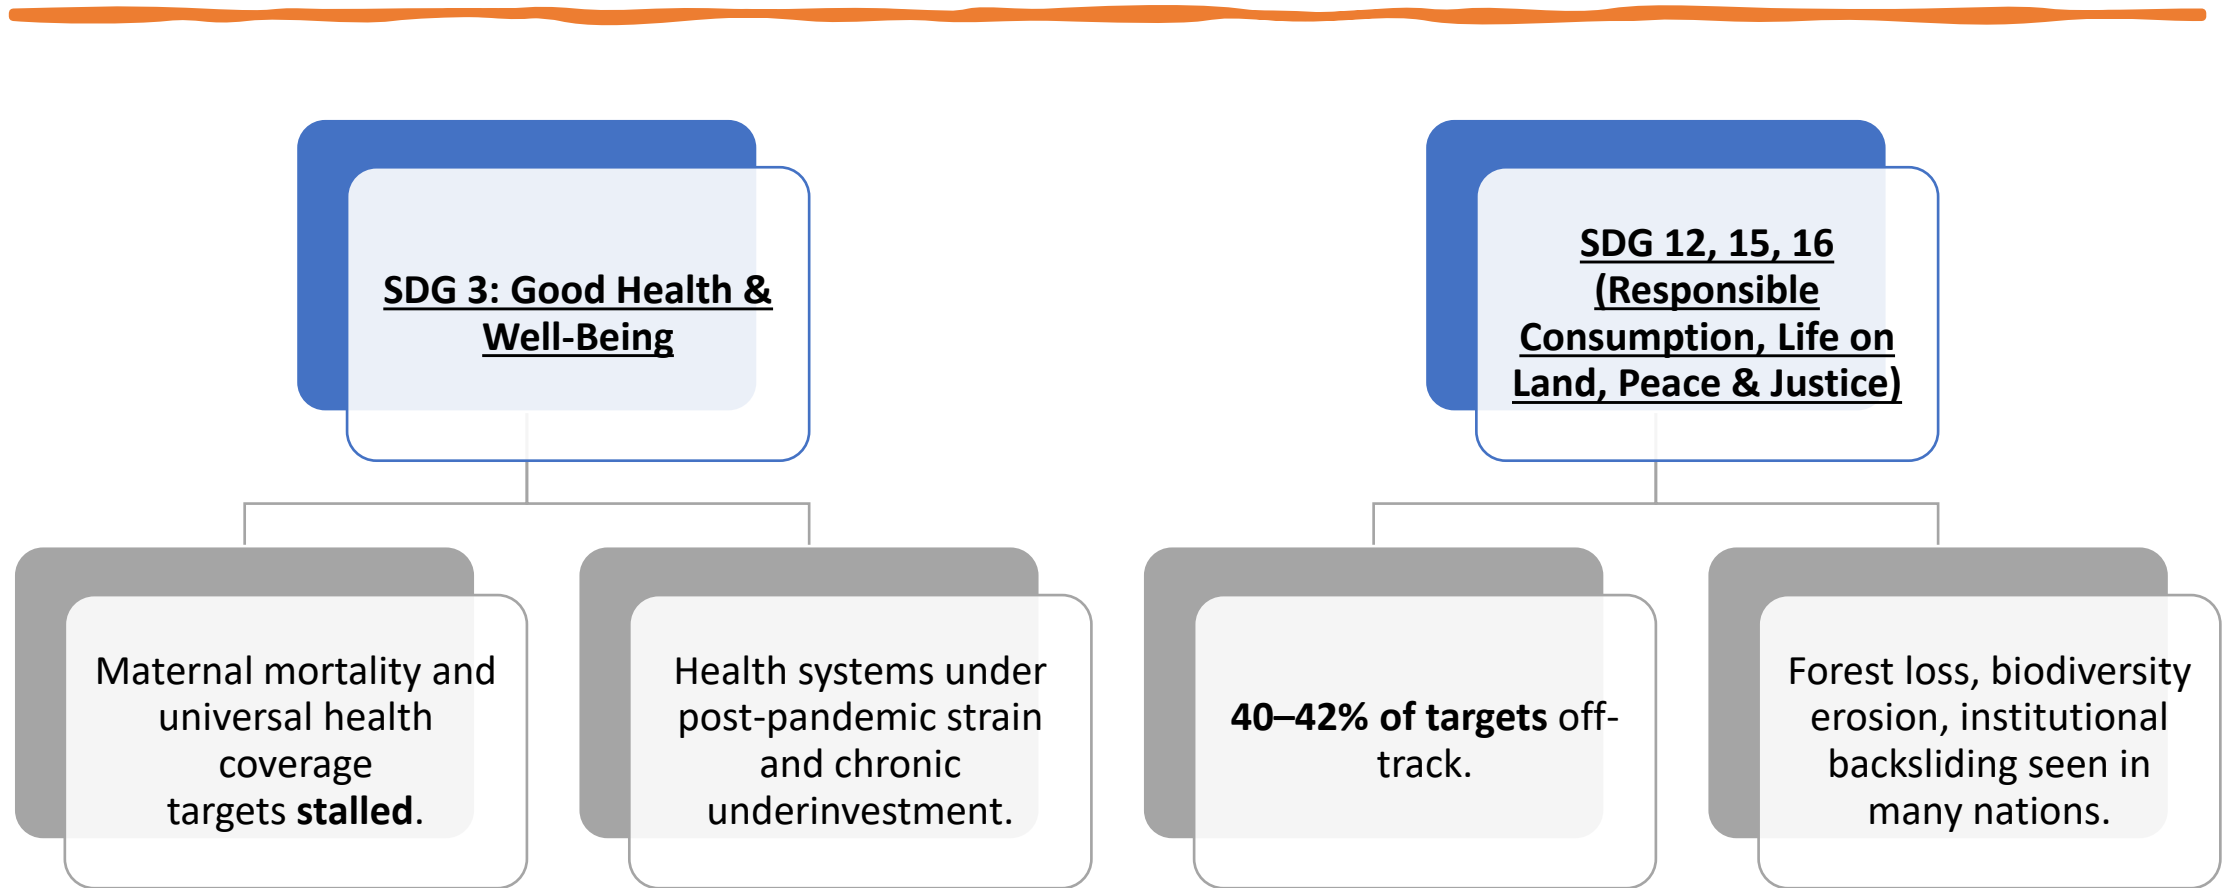 SDG 3: Good Health &
Well-Being
Maternal mortality and
universal health
coverage
targets stalled.
Health systems under
post-pandemic strain
and chronic
underinvestment.
SDG 12, 15, 16
(Responsible
Consumption, Life on
Land, Peace & Justice)
40–42% of targets off-
track.
Forest loss, biodiversity
erosion, institutional
backsliding seen in
many nations.